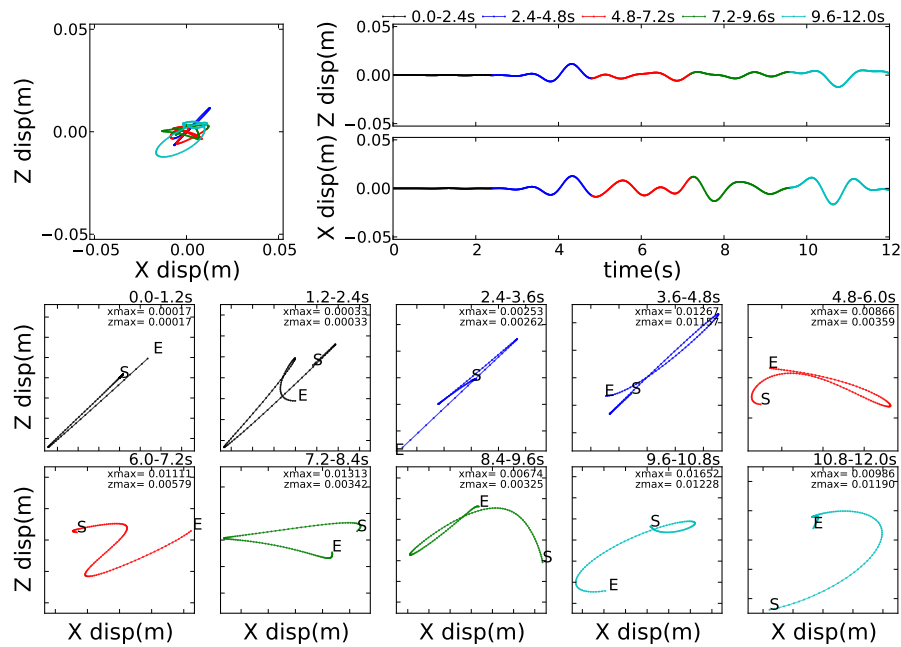 0.0-2.4s 2.4-4.8s 4.8-7.2s 7.2-9.6s 9.6-12.0s
0.05
0.00
−0.05
Z disp(m)
−0.05 0.00 0.05
X disp(m)
0.05
0.00
−0.05
Z disp(m)
0.05
0.00
−0.05
X disp(m)
0 2 4 6 8 10 12
time(s)
0.0-1.2s
xmax= 0.00017
zmax= 0.00017
S
E
Z disp(m)
1.2-2.4s
xmax= 0.00033
zmax= 0.00033
S
E
2.4-3.6s
xmax= 0.00253
zmax= 0.00262
S
E
3.6-4.8s
xmax= 0.01267
zmax= 0.01157
S
E
4.8-6.0s
xmax= 0.00866
zmax= 0.00359
E
S
6.0-7.2s
xmax= 0.01111
zmax= 0.00579
S
E
Z disp(m)
X disp(m)
7.2-8.4s
xmax= 0.01313
zmax= 0.00342
S
E
X disp(m)
8.4-9.6s
xmax= 0.00674
zmax= 0.00325
E
S
X disp(m)
9.6-10.8s
xmax= 0.01652
zmax= 0.01228
S
E
X disp(m)
10.8-12.0s
xmax= 0.00986
zmax= 0.01190
E
S
X disp(m)